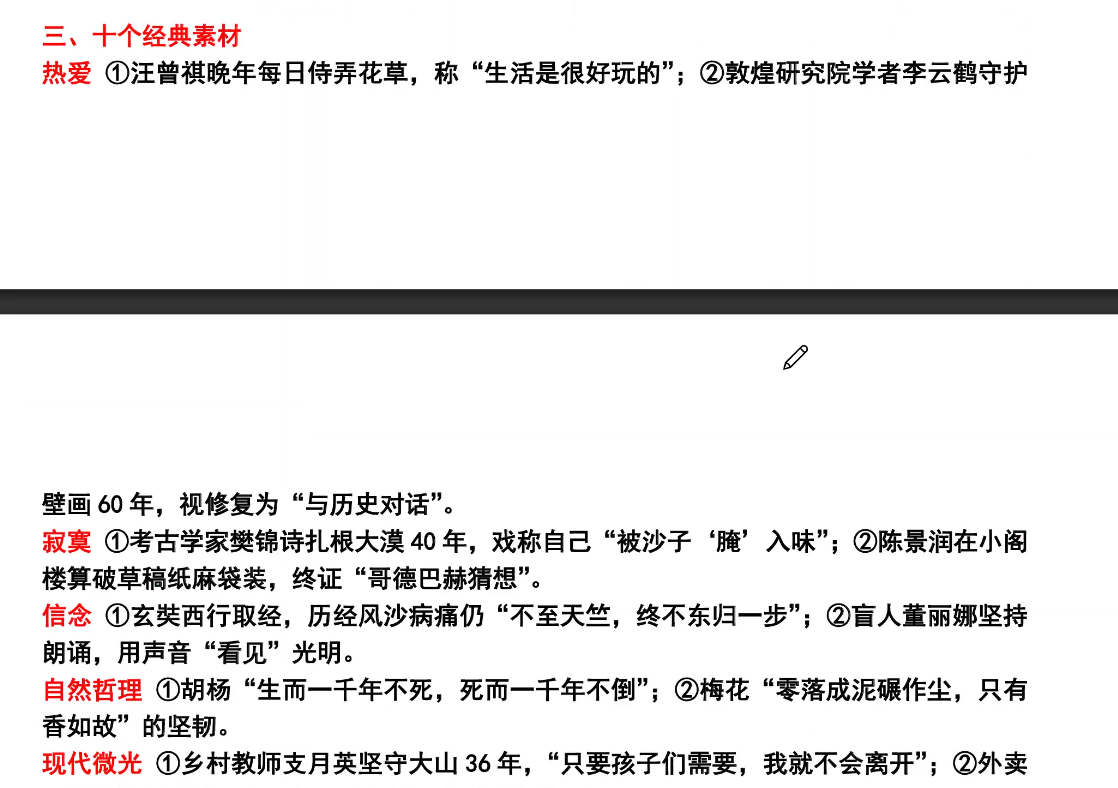 三、十个经典素材
热爱 ①汪曾祺晚年每日侍弄花草，称“生活是很好玩的”；②敦煌研究院学者李云鹤守护
壁画 60 年，视修复为“与历史对话”。
寂寞 ①考古学家樊锦诗扎根大漠 40 年，戏称自己“被沙子‘腌’入味”；②陈景润在小阁
楼算破草稿纸麻袋装，终证“哥德巴赫猜想”。
信念 ①玄奘西行取经，历经风沙病痛仍“不至天竺，终不东归一步”；②盲人董丽娜坚持
朗诵，用声音“看见”光明。
自然哲理 ①胡杨“生而一千年不死，死而一千年不倒”；②梅花“零落成泥碾作尘，只有
香如故”的坚韧。
现代微光 ①乡村教师支月英坚守大山 36 年，“只要孩子们需要，我就不会离开”；②外卖